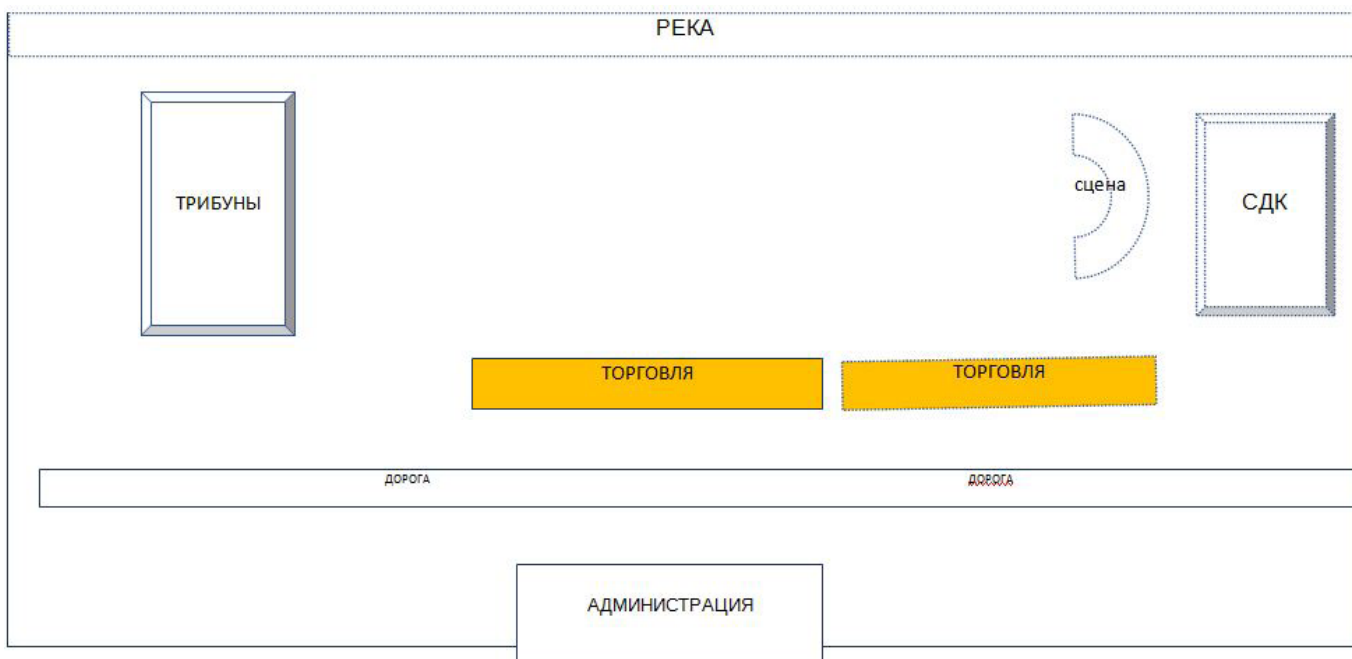 РЕКА
сцена
ТРИБУНЫ
СДК
ТОРГОВЛЯ
ТОРГОВЛЯ
ДОРОГА
ДОРОГА
АДМИНИСТРАЦИЯ